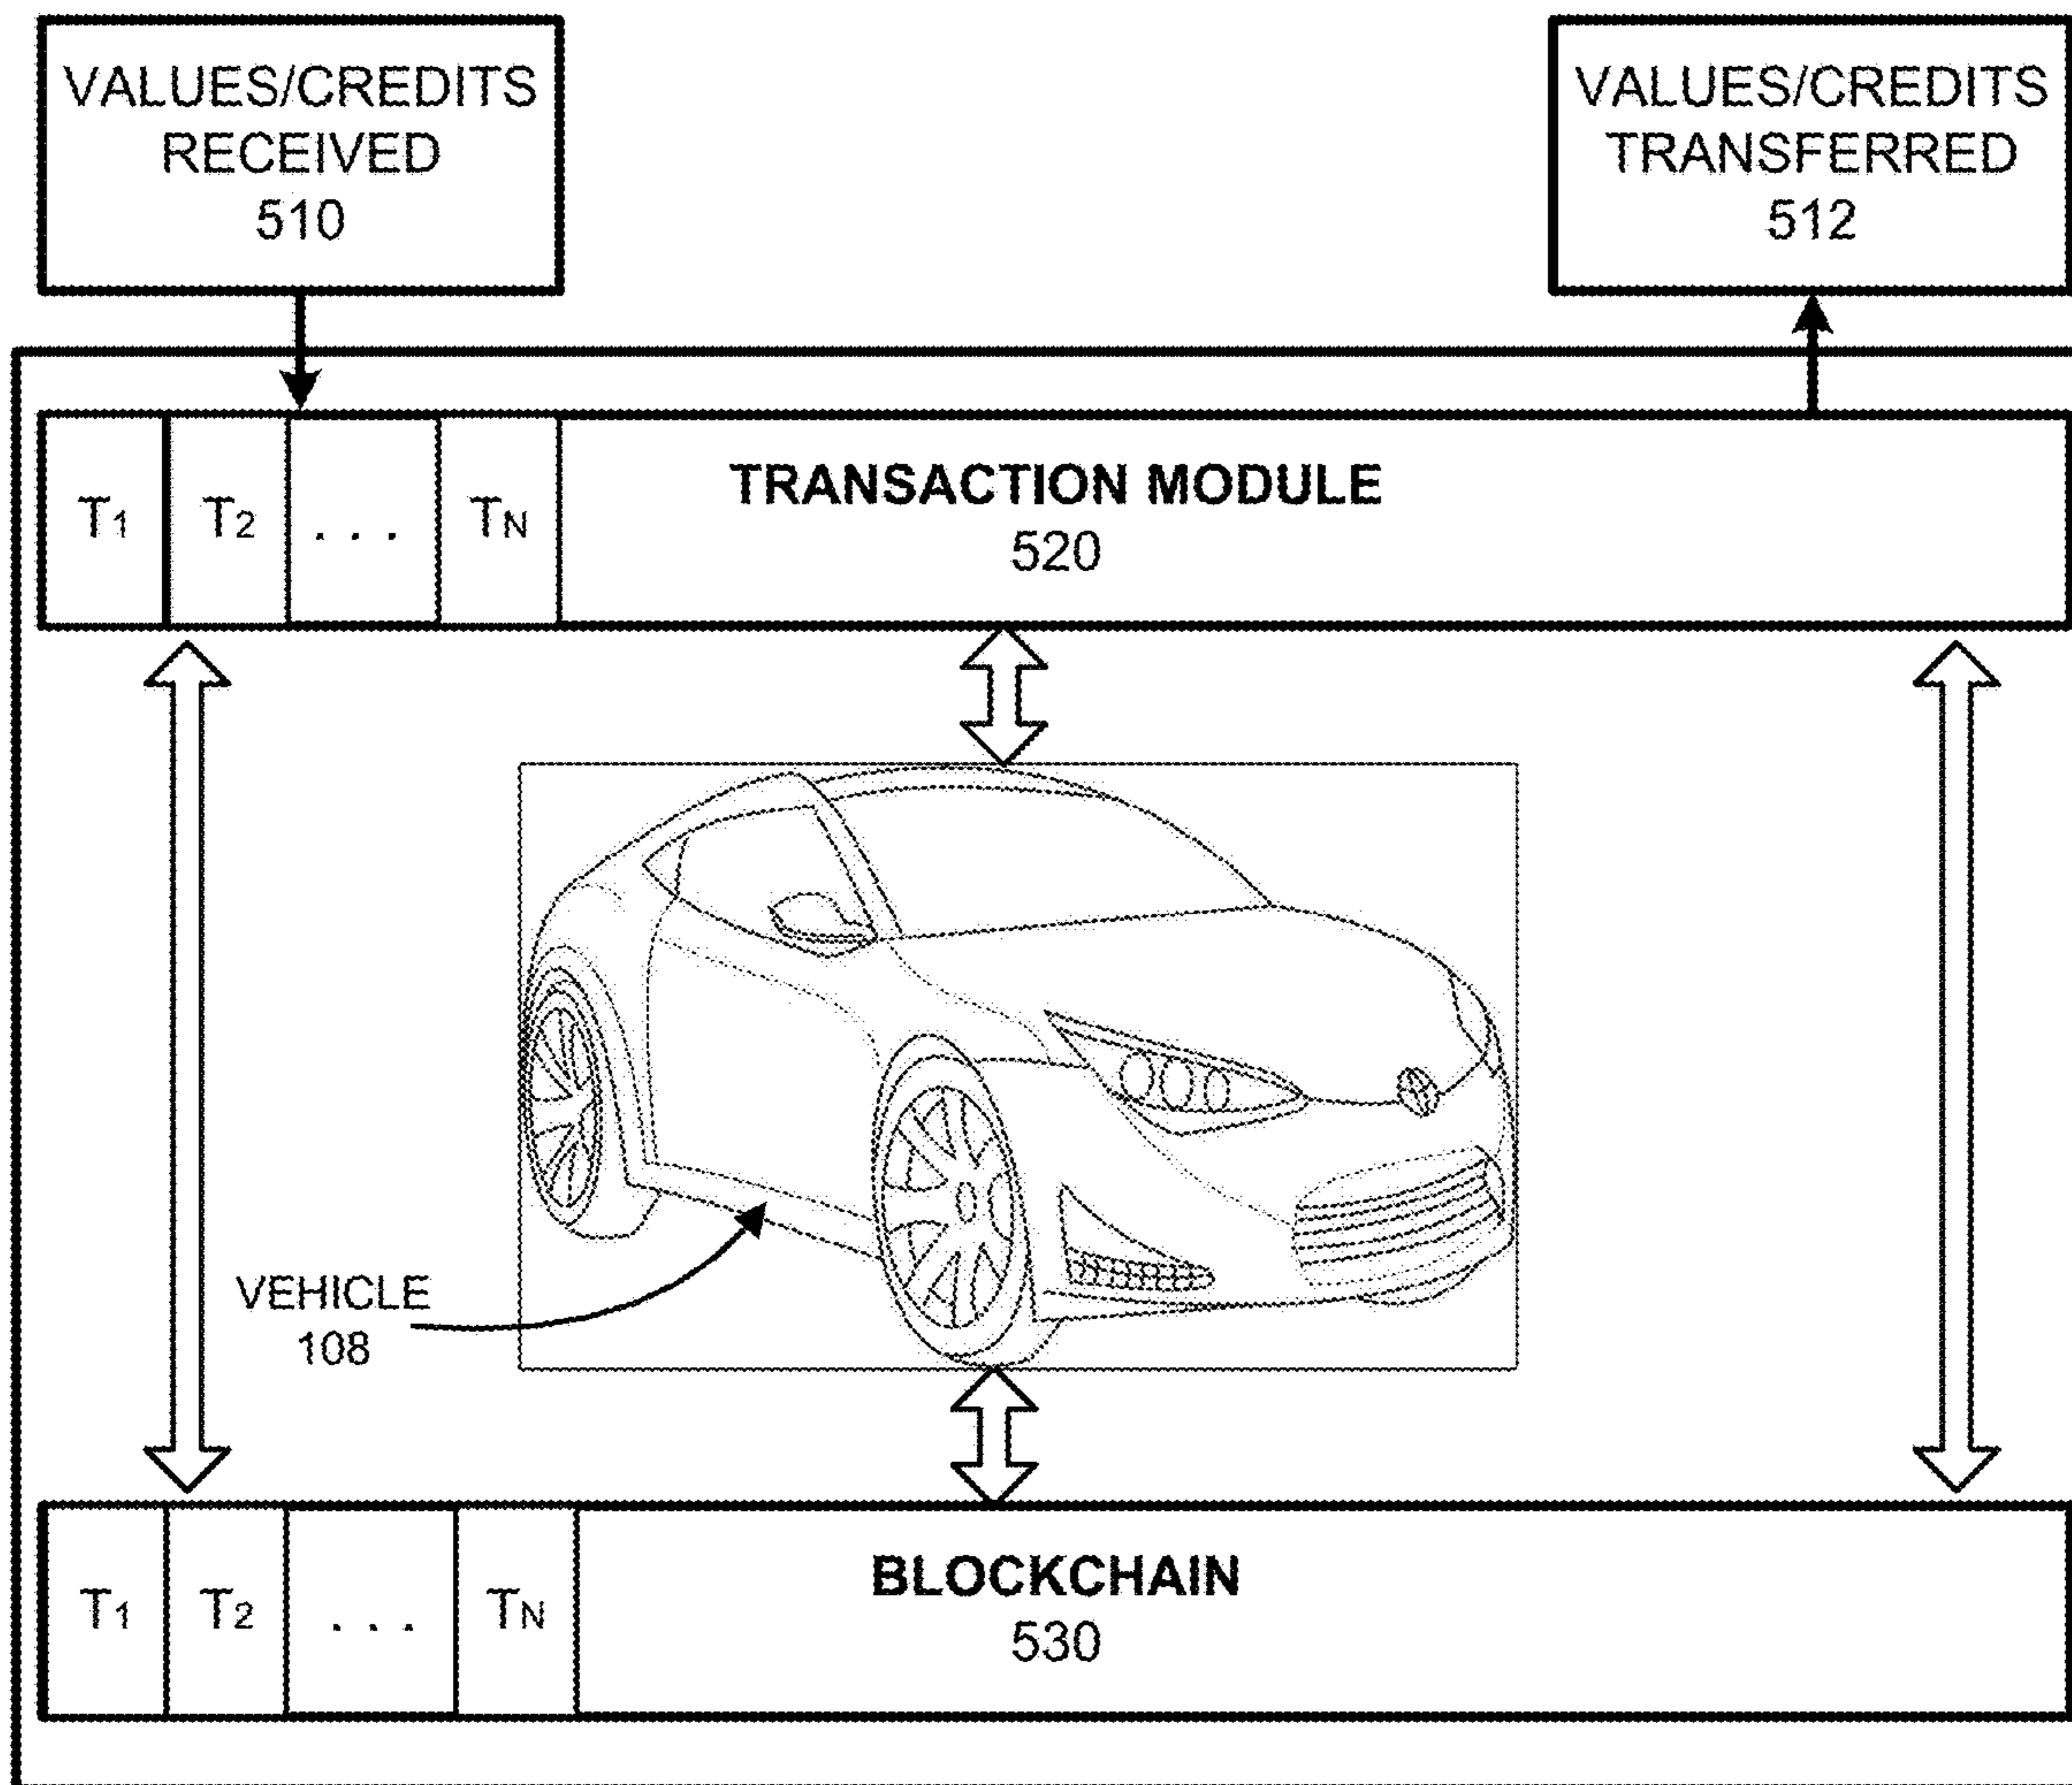 VALUES/CREDITS
RECEIVED
510
VALUES/CREDITS
TRANSFERRED
512
T1 T2 . . . TN
TRANSACTION MODULE
520
VEHICLE
108
T1 T2 . . . TN
BLOCKCHAIN
530